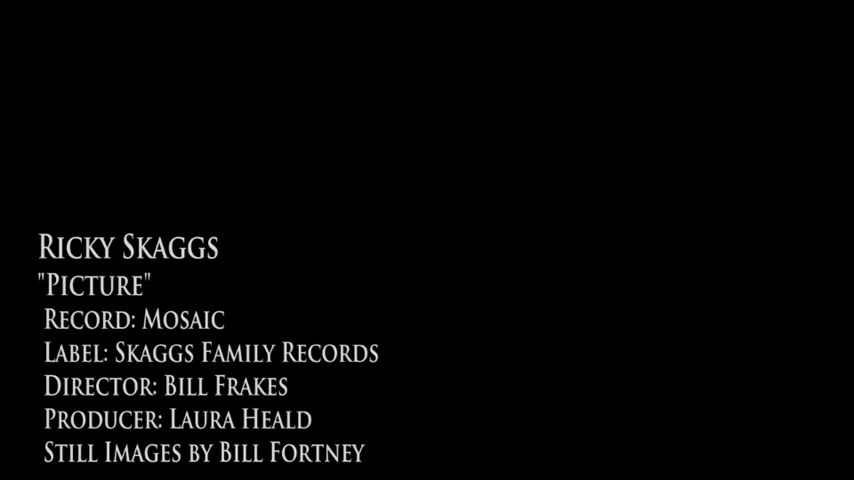 Ricky Skaggs
"Picture"
Record: Mosaic
Label: Skaggs Family Records
Director: Bill Frakes
Producer: Laura Heald
Still Images by Bill Fortney